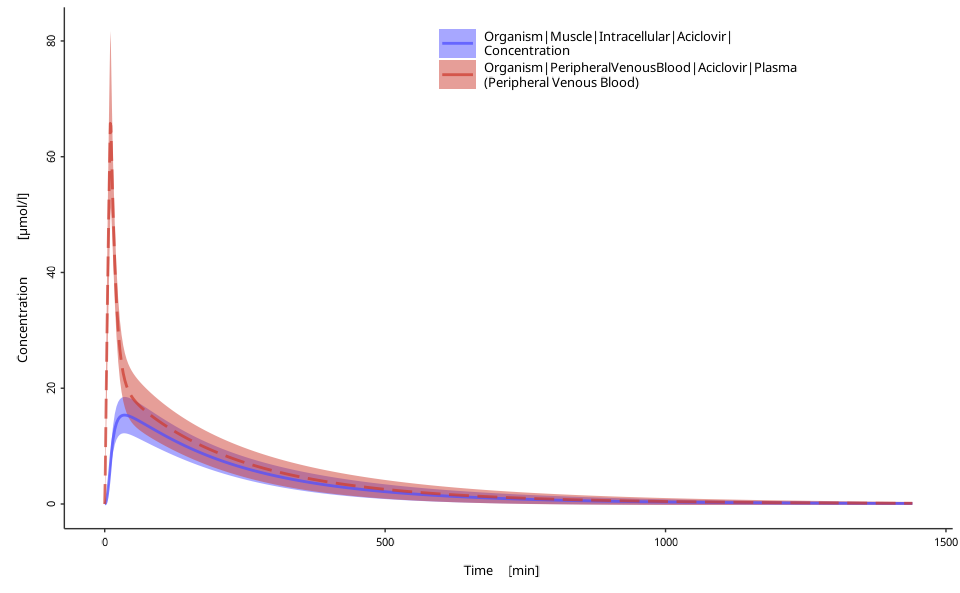 Organism|Muscle|Intracellular|Aciclovir|
Concentration
Organism|PeripheralVenousBlood|Aciclovir|Plasma
(Peripheral Venous Blood)
80
60
40
20
0
Concentration [µmol/l]
0 500 1000 1500
Time [min]